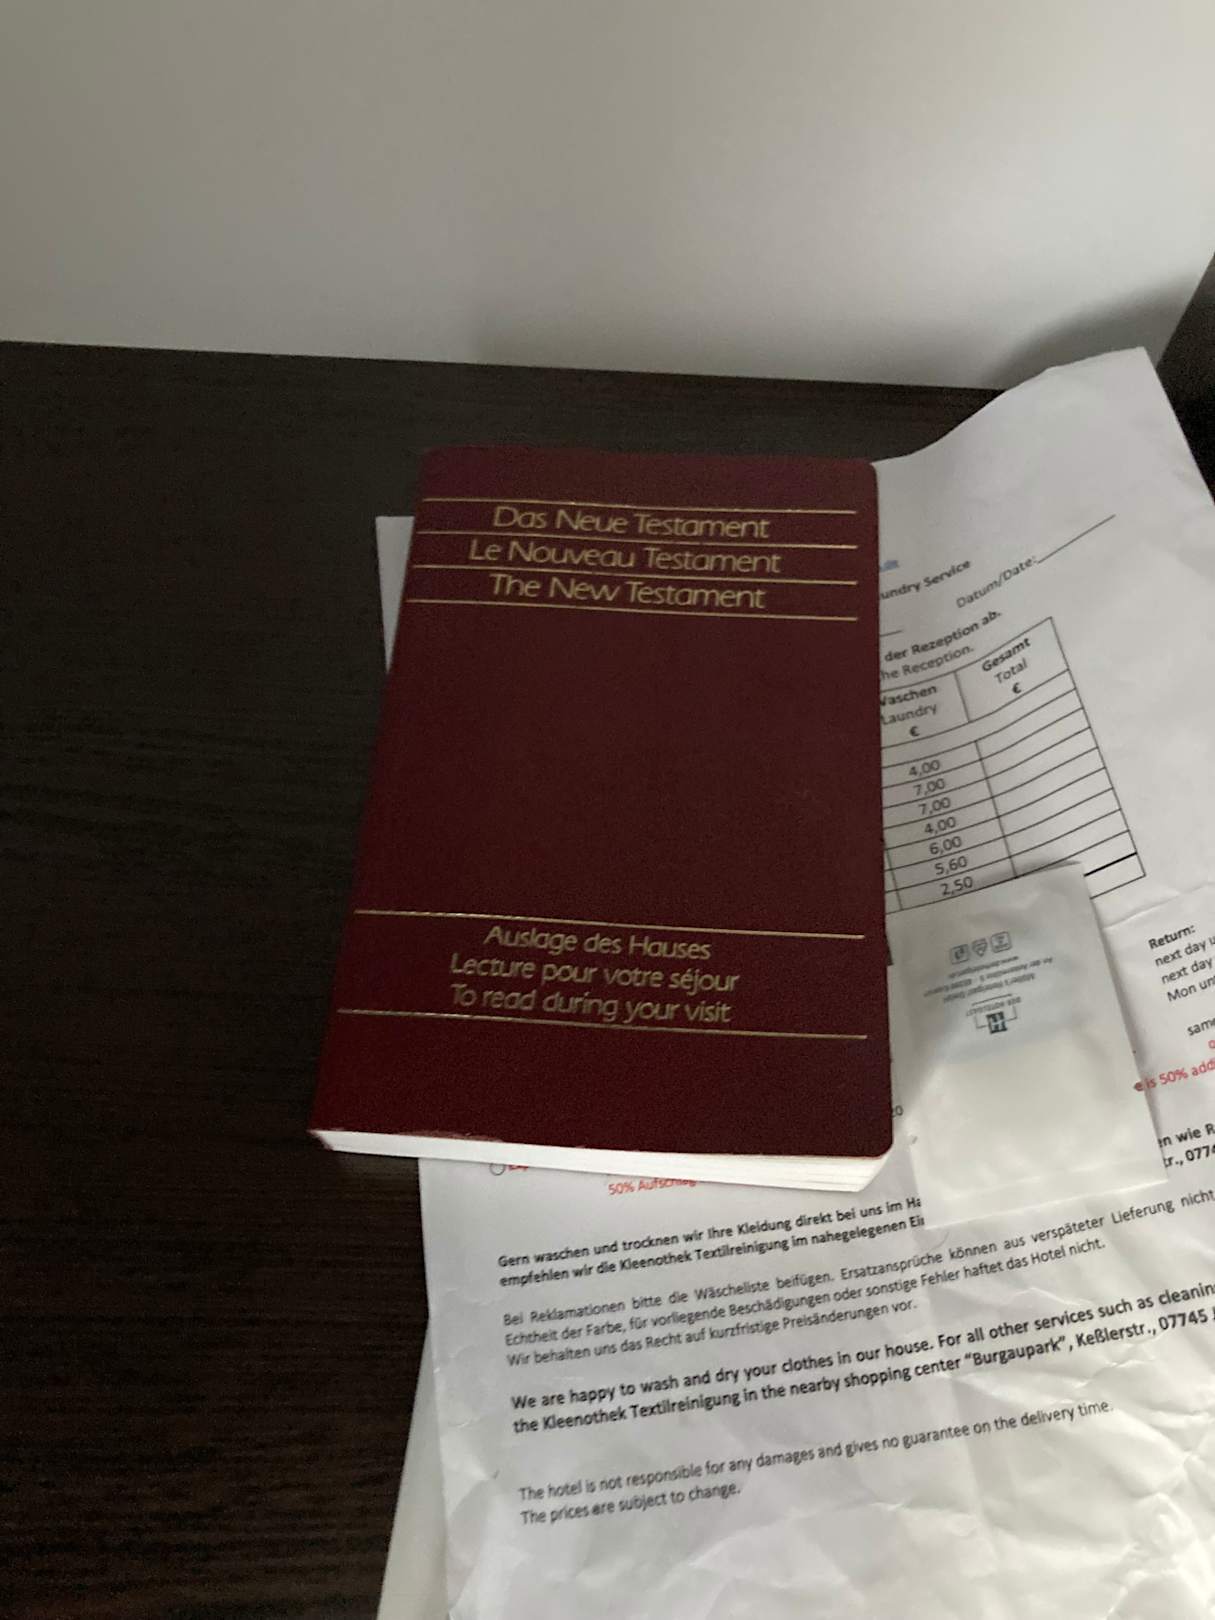 Das Neue Testament
Le Nouveau Testament
The New Testament
Auslage des Hauses
Lecture pour votre séjour
To read during your visit
Service
Datum/Date:
der Rezeption ab.
Reception.
Waschen
Laundry
€
Gesamt
Total
€
4,00
7,00
7,00
4,00
6,00
5,60
2,50
Return:
next day
next day
Mon
is 50%
50%
wie
Gern waschen und trocknen wir Ihre Kleidung direkt bei uns im
empfehlen wir die Kleenothek Textilreinigung im nahegelegenen
Bei Reklamationen bitte die Wäscheliste beifügen. Ersatzansprüche können aus verspäteter Lieferung nicht
Echtheit der Farbe, für vorliegende Beschädigungen oder sonstige Fehler haftet das Hotel nicht.
Wir behalten uns das Recht auf kurzfristige Preisänderungen vor.
We are happy to wash and dry your clothes in our house. For all other services such as
the Kleenothek Textilreinigung in the nearby shopping center “Burgaupark”, Keßlerstr., 07745
The hotel is not responsible for any damages and gives no guarantee on the delivery time.
The prices are subject to change.